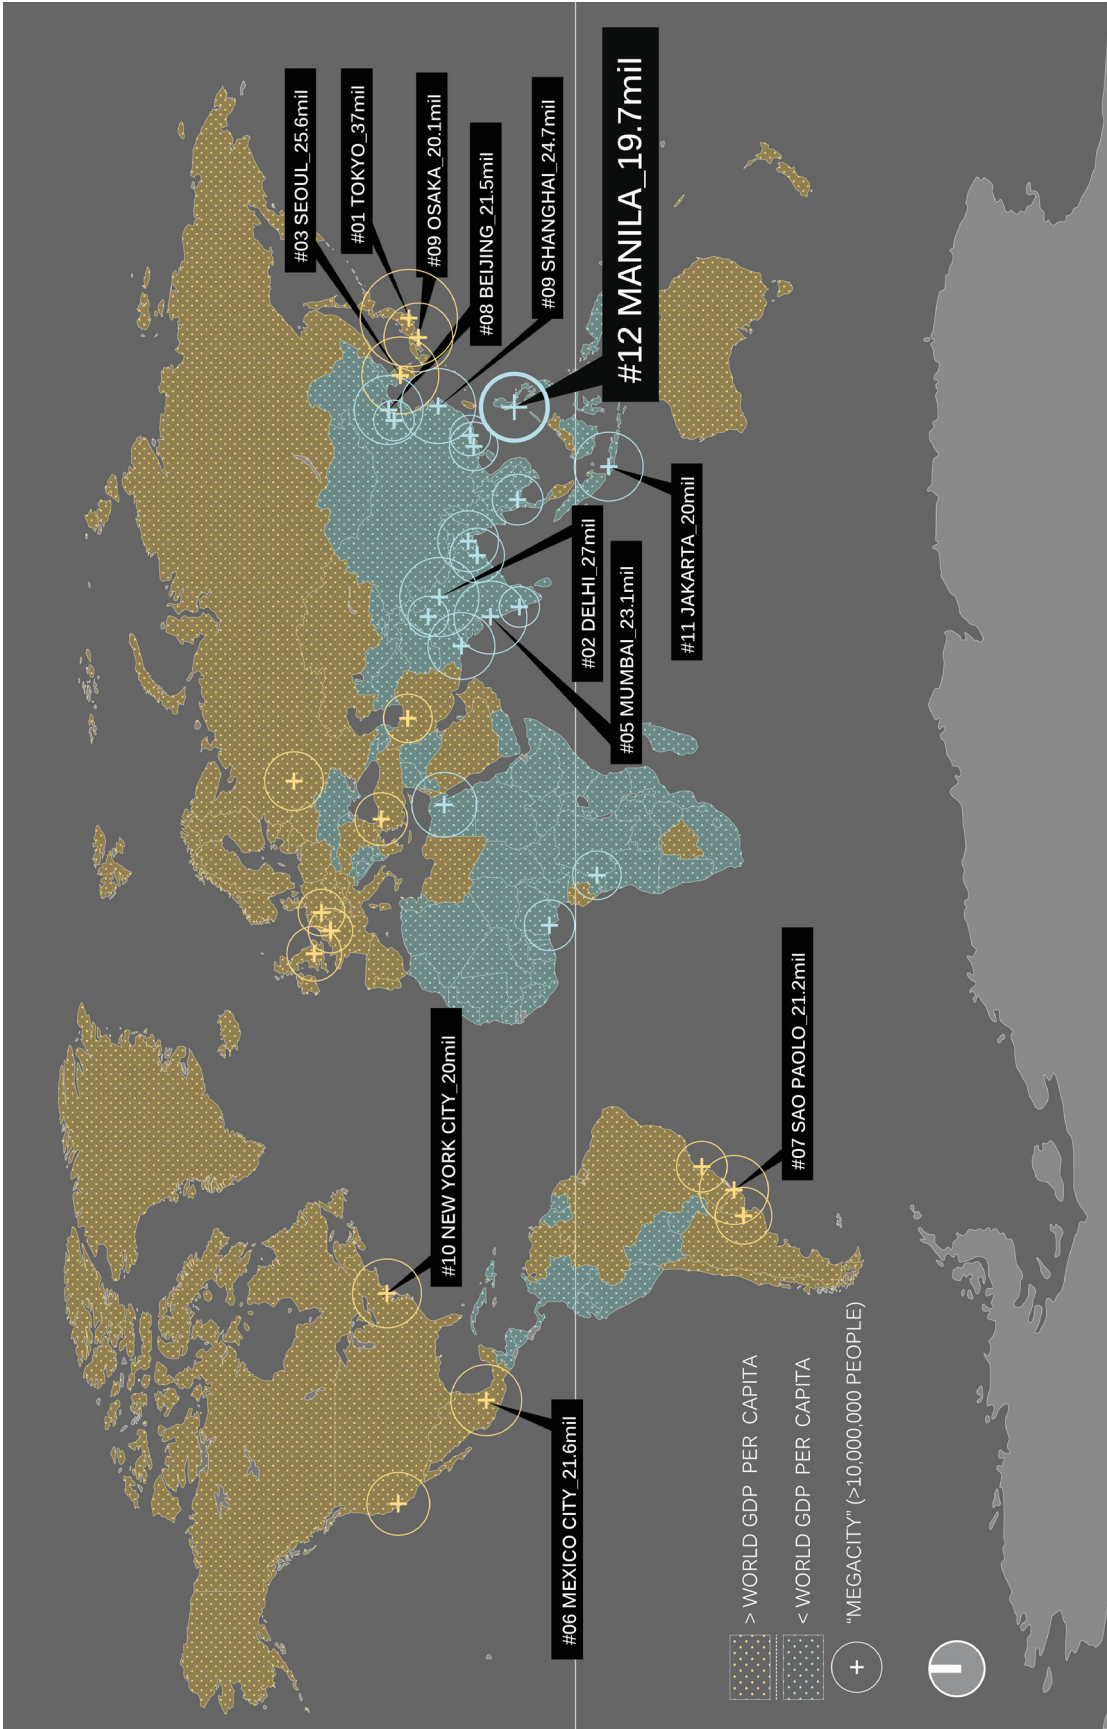 #03 SEOUL_25.6mil
#01 TOKYO_37mil
#09 OSAKA_20.1mil
#08 BEIJING_21.5mil
#09 SHANGHAI_24.7mil
#12 MANILA_19.7mil
#02 DELHI_27mil
#05 MUMBAI_23.1mil
#11 JAKARTA_20mil
#10 NEW YORK CITY_20mil
#07 SAO PAOLO_21.2mil
#06 MEXICO CITY_21.6mil
> WORLD GDP PER CAPITA
< WORLD GDP PER CAPITA
“MEGACITY” (>10,000,000 PEOPLE)